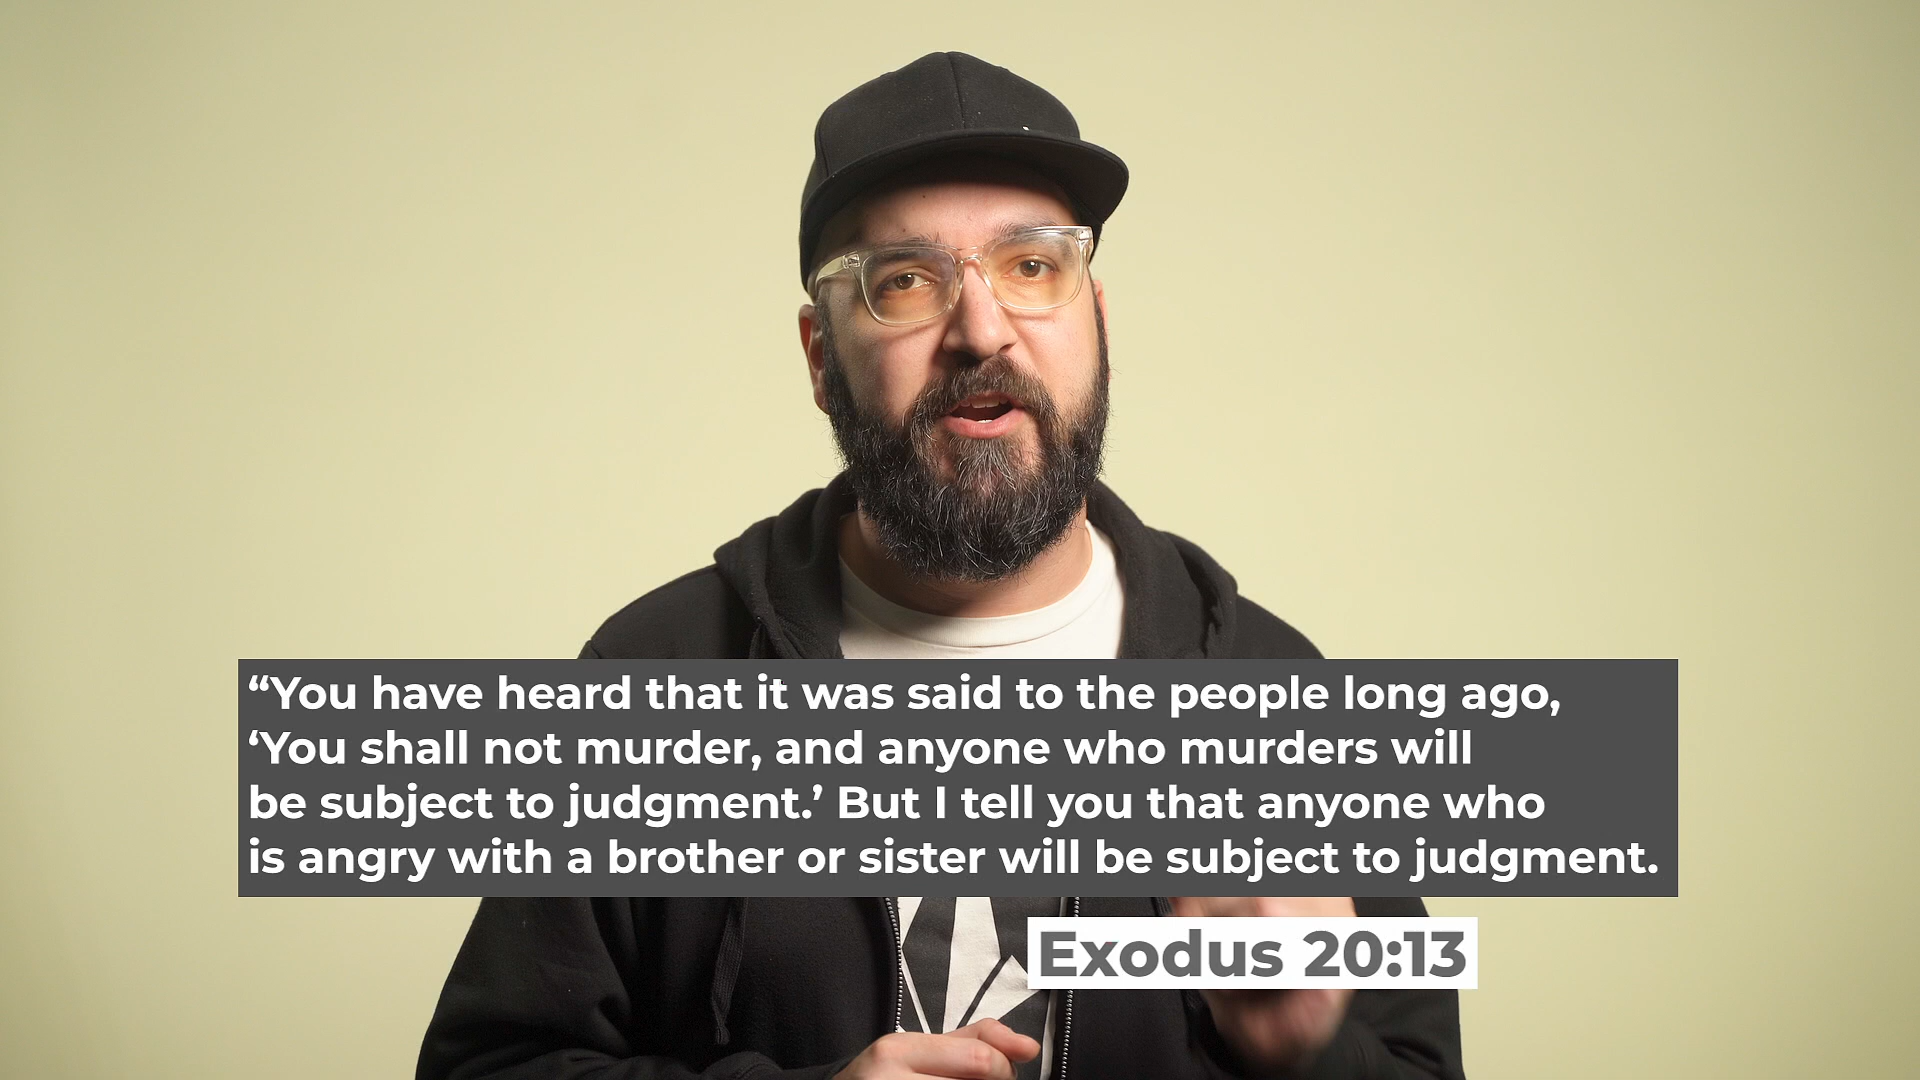 “You have heard that it was said to the people long ago,
‘You shall not murder, and anyone who murders will
be subject to judgment.’ But I tell you that anyone who
is angry with a brother or sister will be subject to judgment.
Exodus 20:13